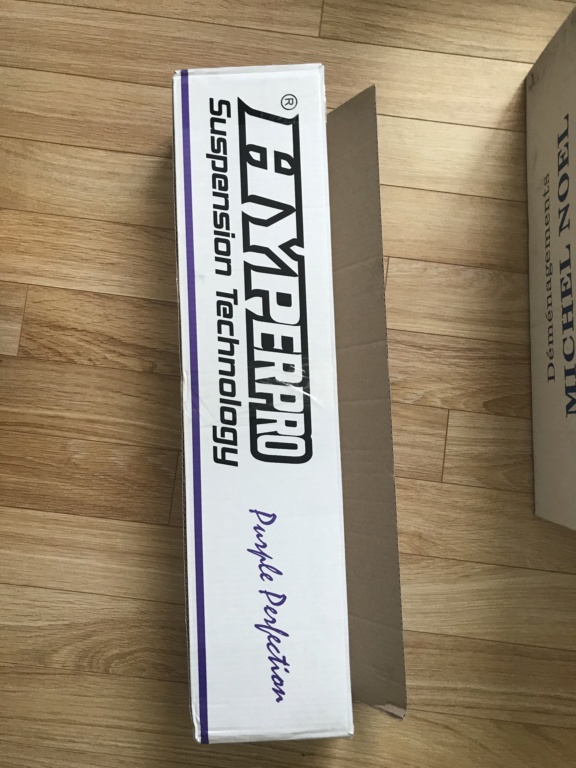 HYPERPRO®
Suspension Technology
Purple Perfection
Déménagements
MICHEL NOEL